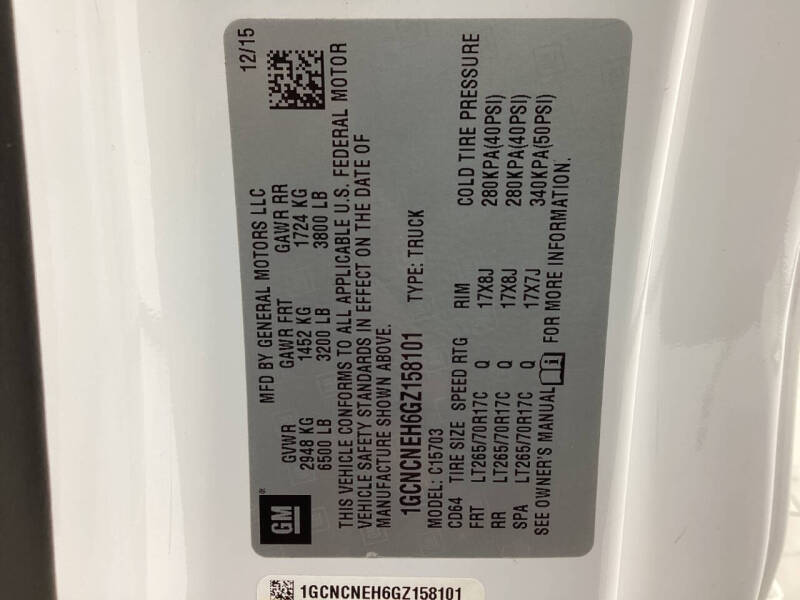 MFD BY GENERAL MOTORS LLC 12/15
GVWR GAWR FRT GAWR RR
2948 KG 1452 KG 1724 KG
6500 LB 3200 LB 3800 LB
THIS VEHICLE CONFORMS TO ALL APPLICABLE U.S. FEDERAL MOTOR
VEHICLE SAFETY STANDARDS IN EFFECT ON THE DATE OF
MANUFACTURE SHOWN ABOVE.
GM
1GCNCNEH6GZ158101 TYPE: TRUCK
MODEL: C15703
CD64 TIRE SIZE SPEED RTG RIM COLD TIRE PRESSURE
FRT LT265/70R17C Q 17X8J 280KPA(40PSI)
RR LT265/70R17C Q 17X8J 280KPA(40PSI)
SPA LT265/70R17C Q 17X7J 340KPA(50PSI)
SEE OWNER'S MANUAL i FOR MORE INFORMATION.
1GCNCNEH6GZ158101